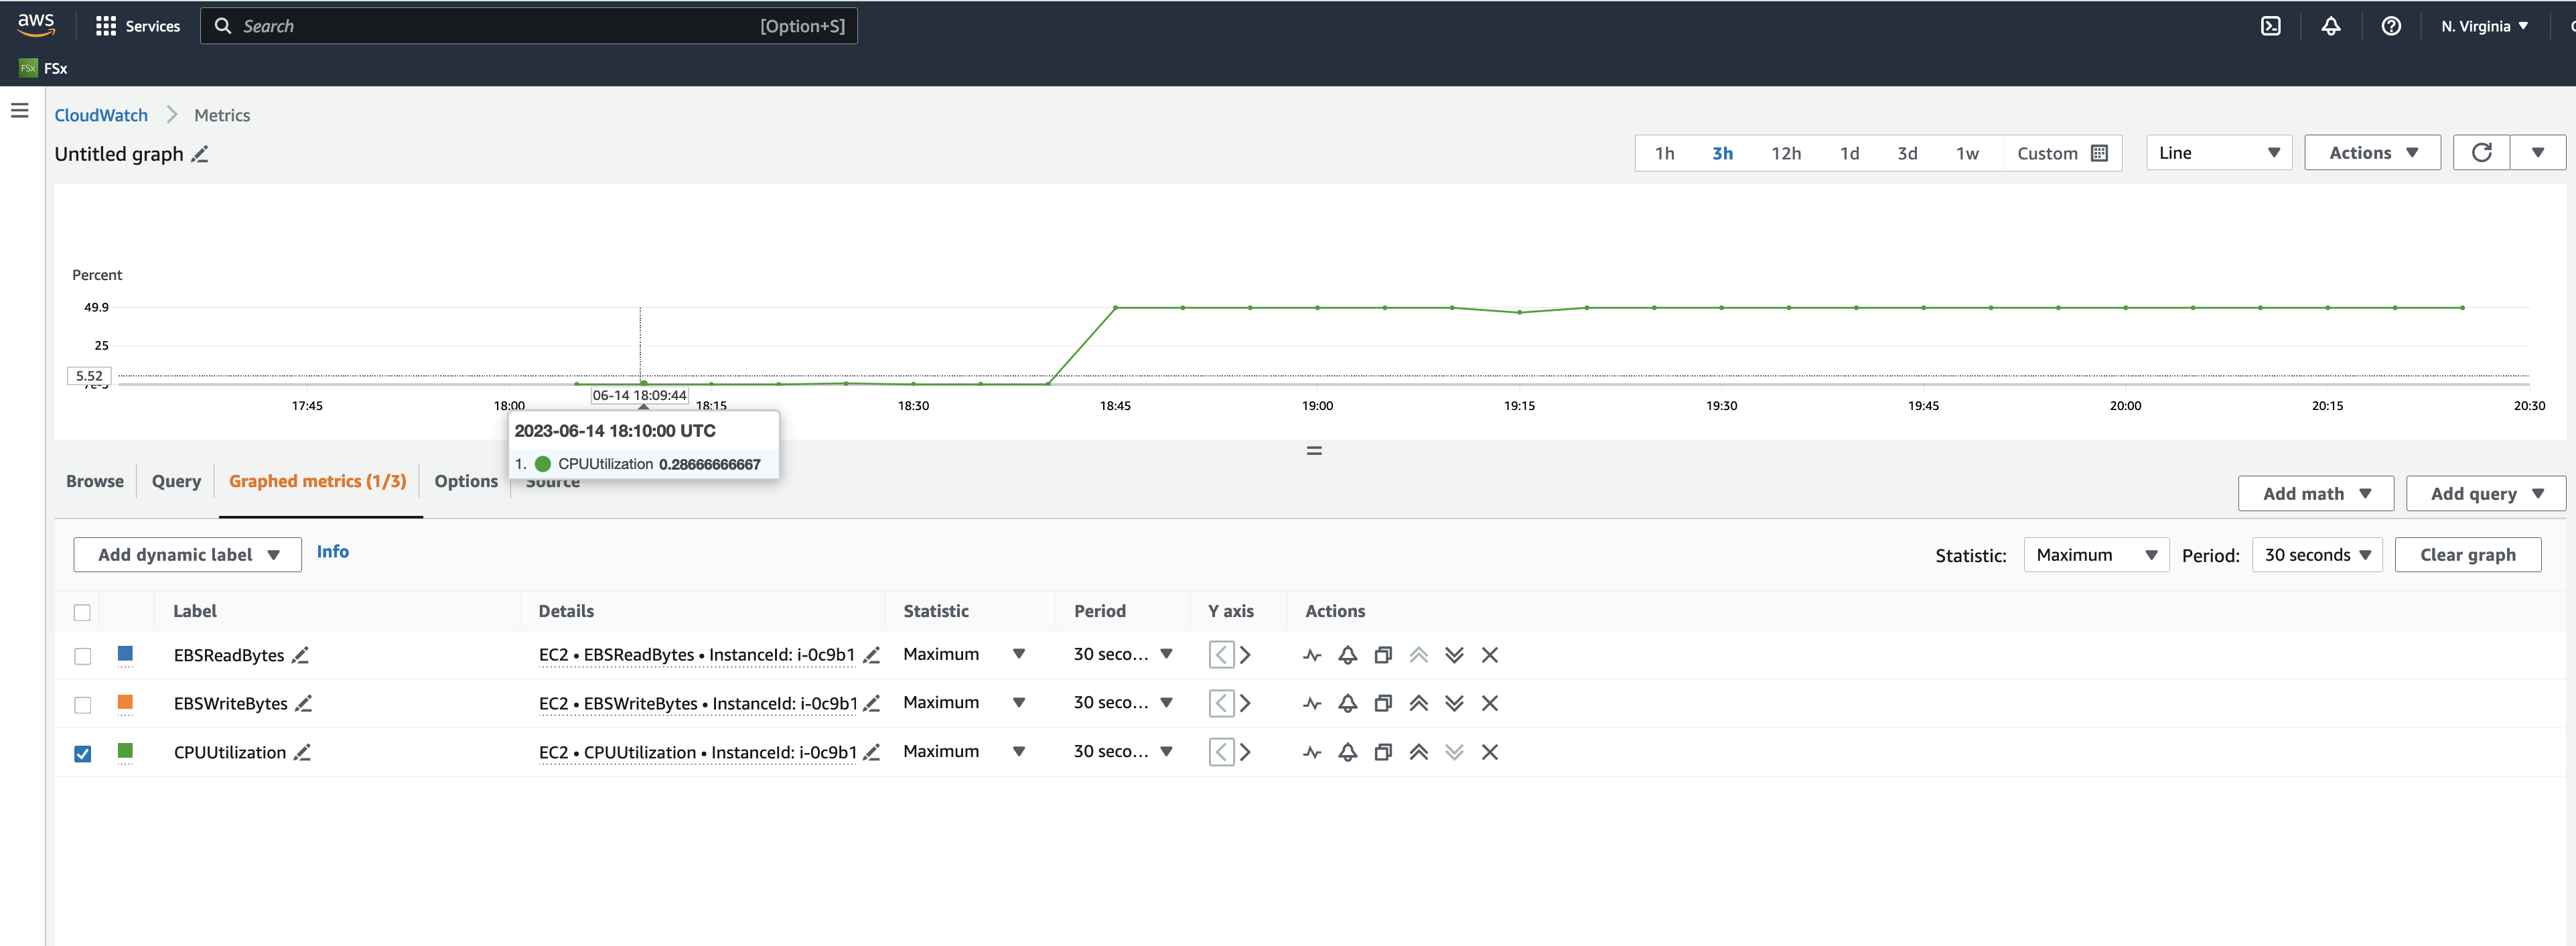 aws Services Search [Option+S] N. Virginia
FSx FSx
CloudWatch Metrics
Untitled graph
1h 3h 12h 1d 3d 1w Custom Line Actions
Percent
49.9
25
5.52
17:45 18:00 18:15 18:30 18:45 19:00 19:15 19:30 19:45 20:00 20:15 20:30
06-14 18:09:44
2023-06-14 18:10:00 UTC
1. CPUUtilization 0.28666666667
Browse Query Graphed metrics (1/3) Options Source
Add math Add query
Add dynamic label Info Statistic: Maximum Period: 30 seconds Clear graph
Label Details Statistic Period Y axis Actions
EBSReadBytes EC2 • EBSReadBytes • InstanceId: i-0c9b1 Maximum 30 seco...
EBSWriteBytes EC2 • EBSWriteBytes • InstanceId: i-0c9b1 Maximum 30 seco...
CPUUtilization EC2 • CPUUtilization • InstanceId: i-0c9b1 Maximum 30 seco...